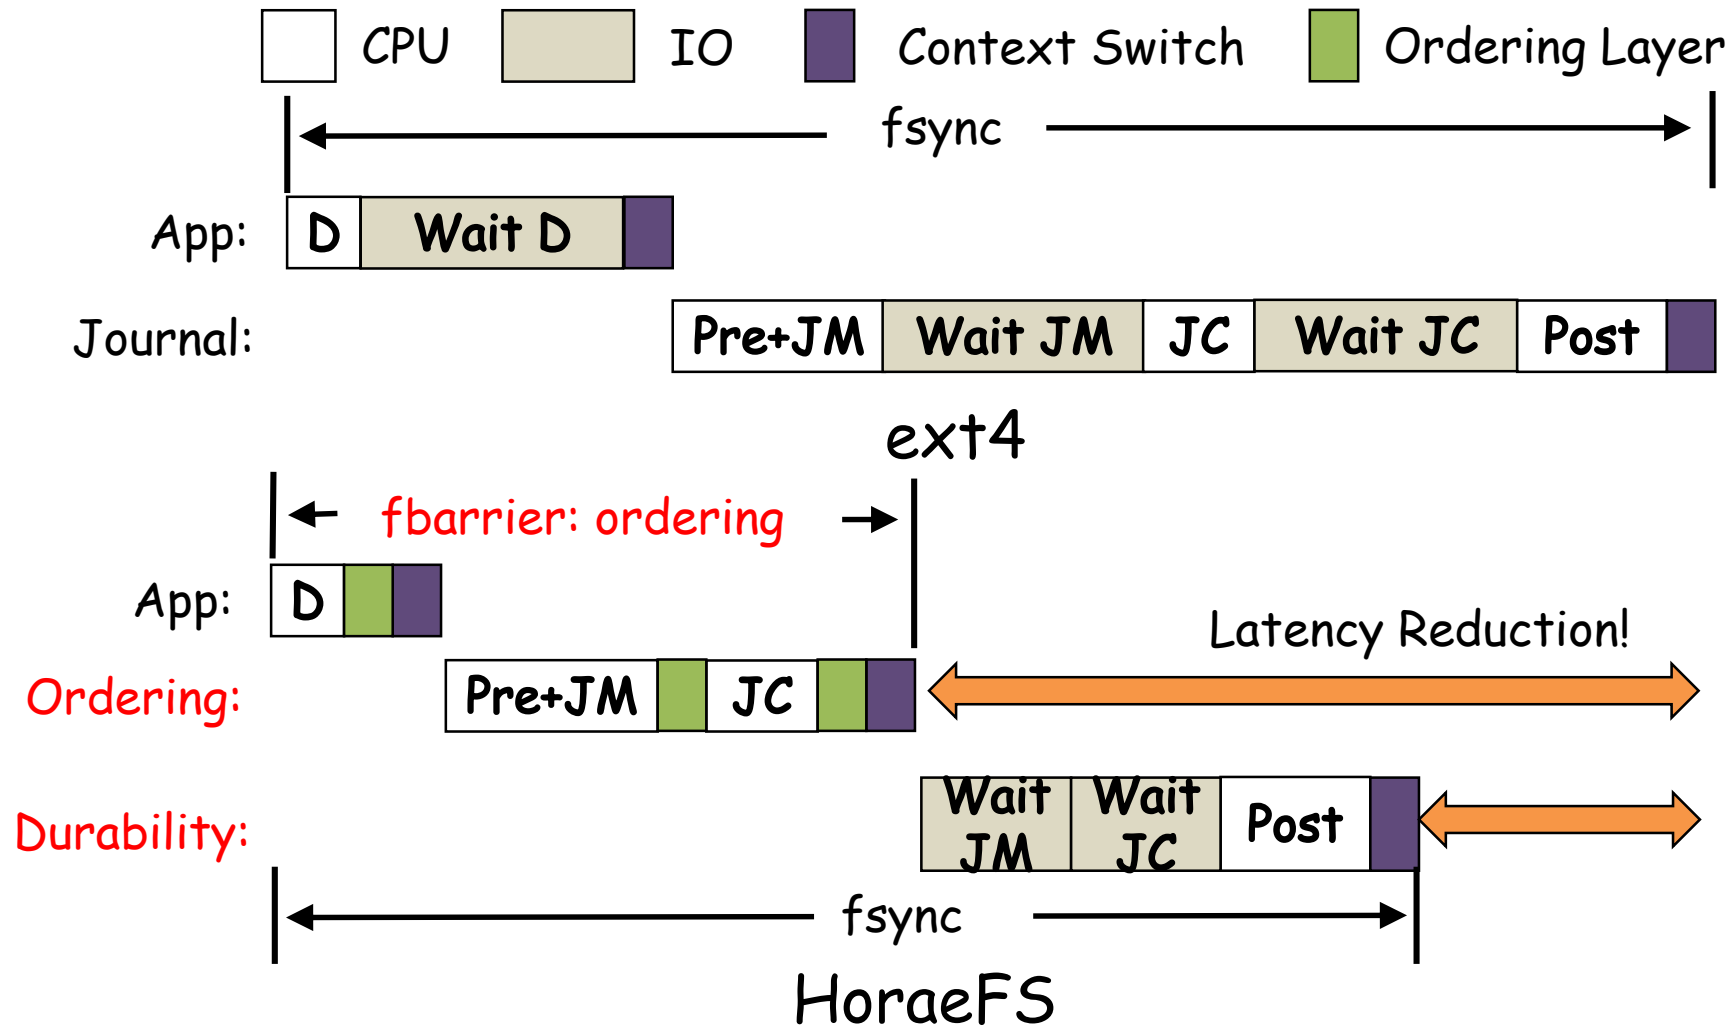 CPU IO Context Switch Ordering Layer
fsync
App: D Wait D
Journal: Pre+JM Wait JM JC Wait JC Post
ext4
fbarrier: ordering
App: D
Latency Reduction!
Ordering: Pre+JM JC
Durability: Wait JM Wait JC Post
fsync
HoraeFS